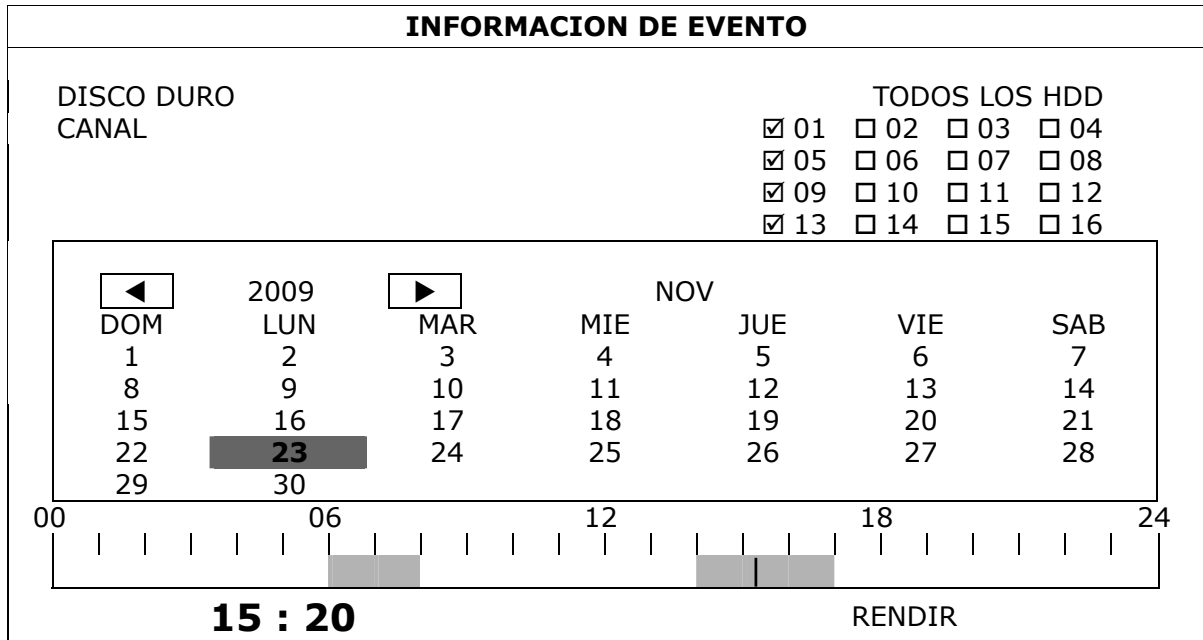 INFORMACION DE EVENTO
DISCO DURO TODOS LOS HDD
CANAL ☑ 01 ☐ 02 ☐ 03 ☐ 04
☑ 05 ☐ 06 ☐ 07 ☐ 08
☑ 09 ☐ 10 ☐ 11 ☐ 12
☑ 13 ☐ 14 ☐ 15 ☐ 16
◀ 2009 ▶ NOV
DOM LUN MAR MIE JUE VIE SAB
1 2 3 4 5 6 7
8 9 10 11 12 13 14
15 16 17 18 19 20 21
22 23 24 25 26 27 28
29 30
00 06 12 18 24
15 : 20 RENDIR